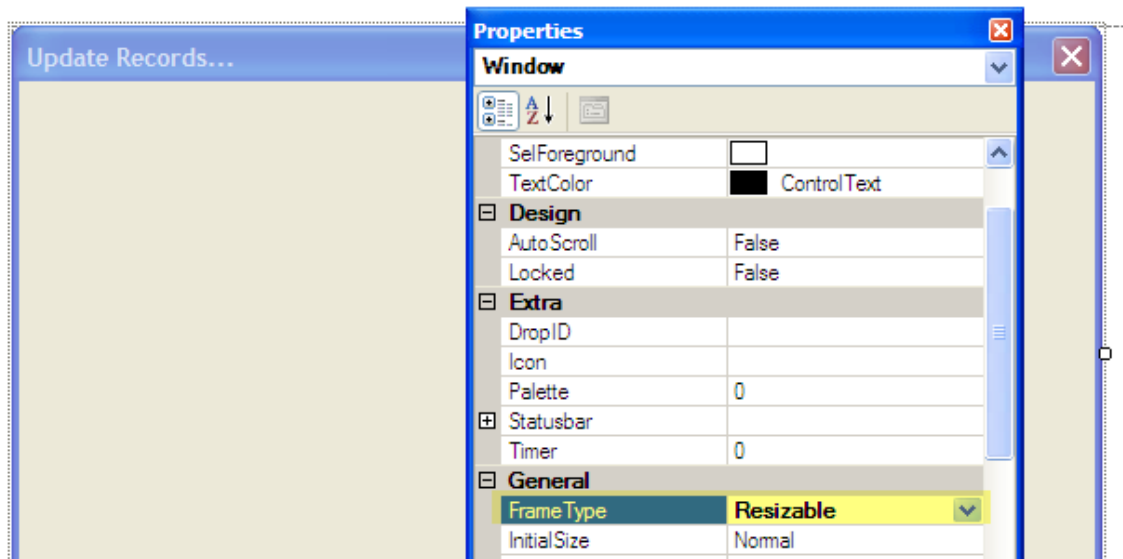 Properties
Update Records...
Window
A
Z
SelForeground
TextColor ControlText
Design
AutoScroll False
Locked False
Extra
DropID
Icon
Palette 0
Statusbar
Timer 0
General
FrameType Resizable
InitialSize Normal